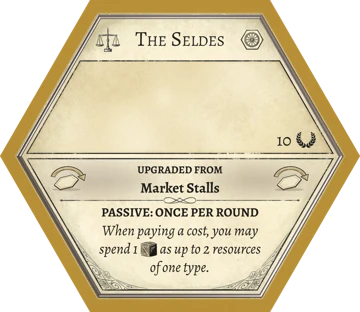 The Seldes
10
UPGRADED FROM
Market Stalls
PASSIVE: ONCE PER ROUND
When paying a cost, you may
spend 1 as up to 2 resources
of one type.